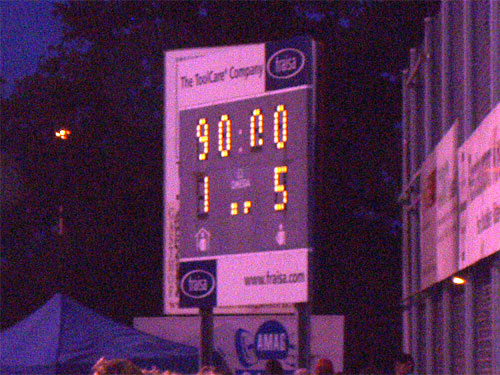 The ToolCare® Company
fraisa
90:00
OMEGA
1 5
fraisa
www.fraisa.com
AMAG